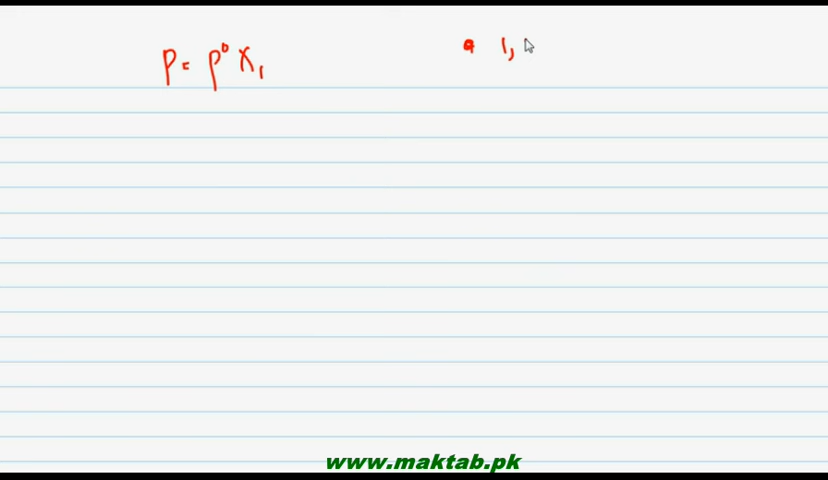 P = P° X₁ • 1,
www.maktab.pk